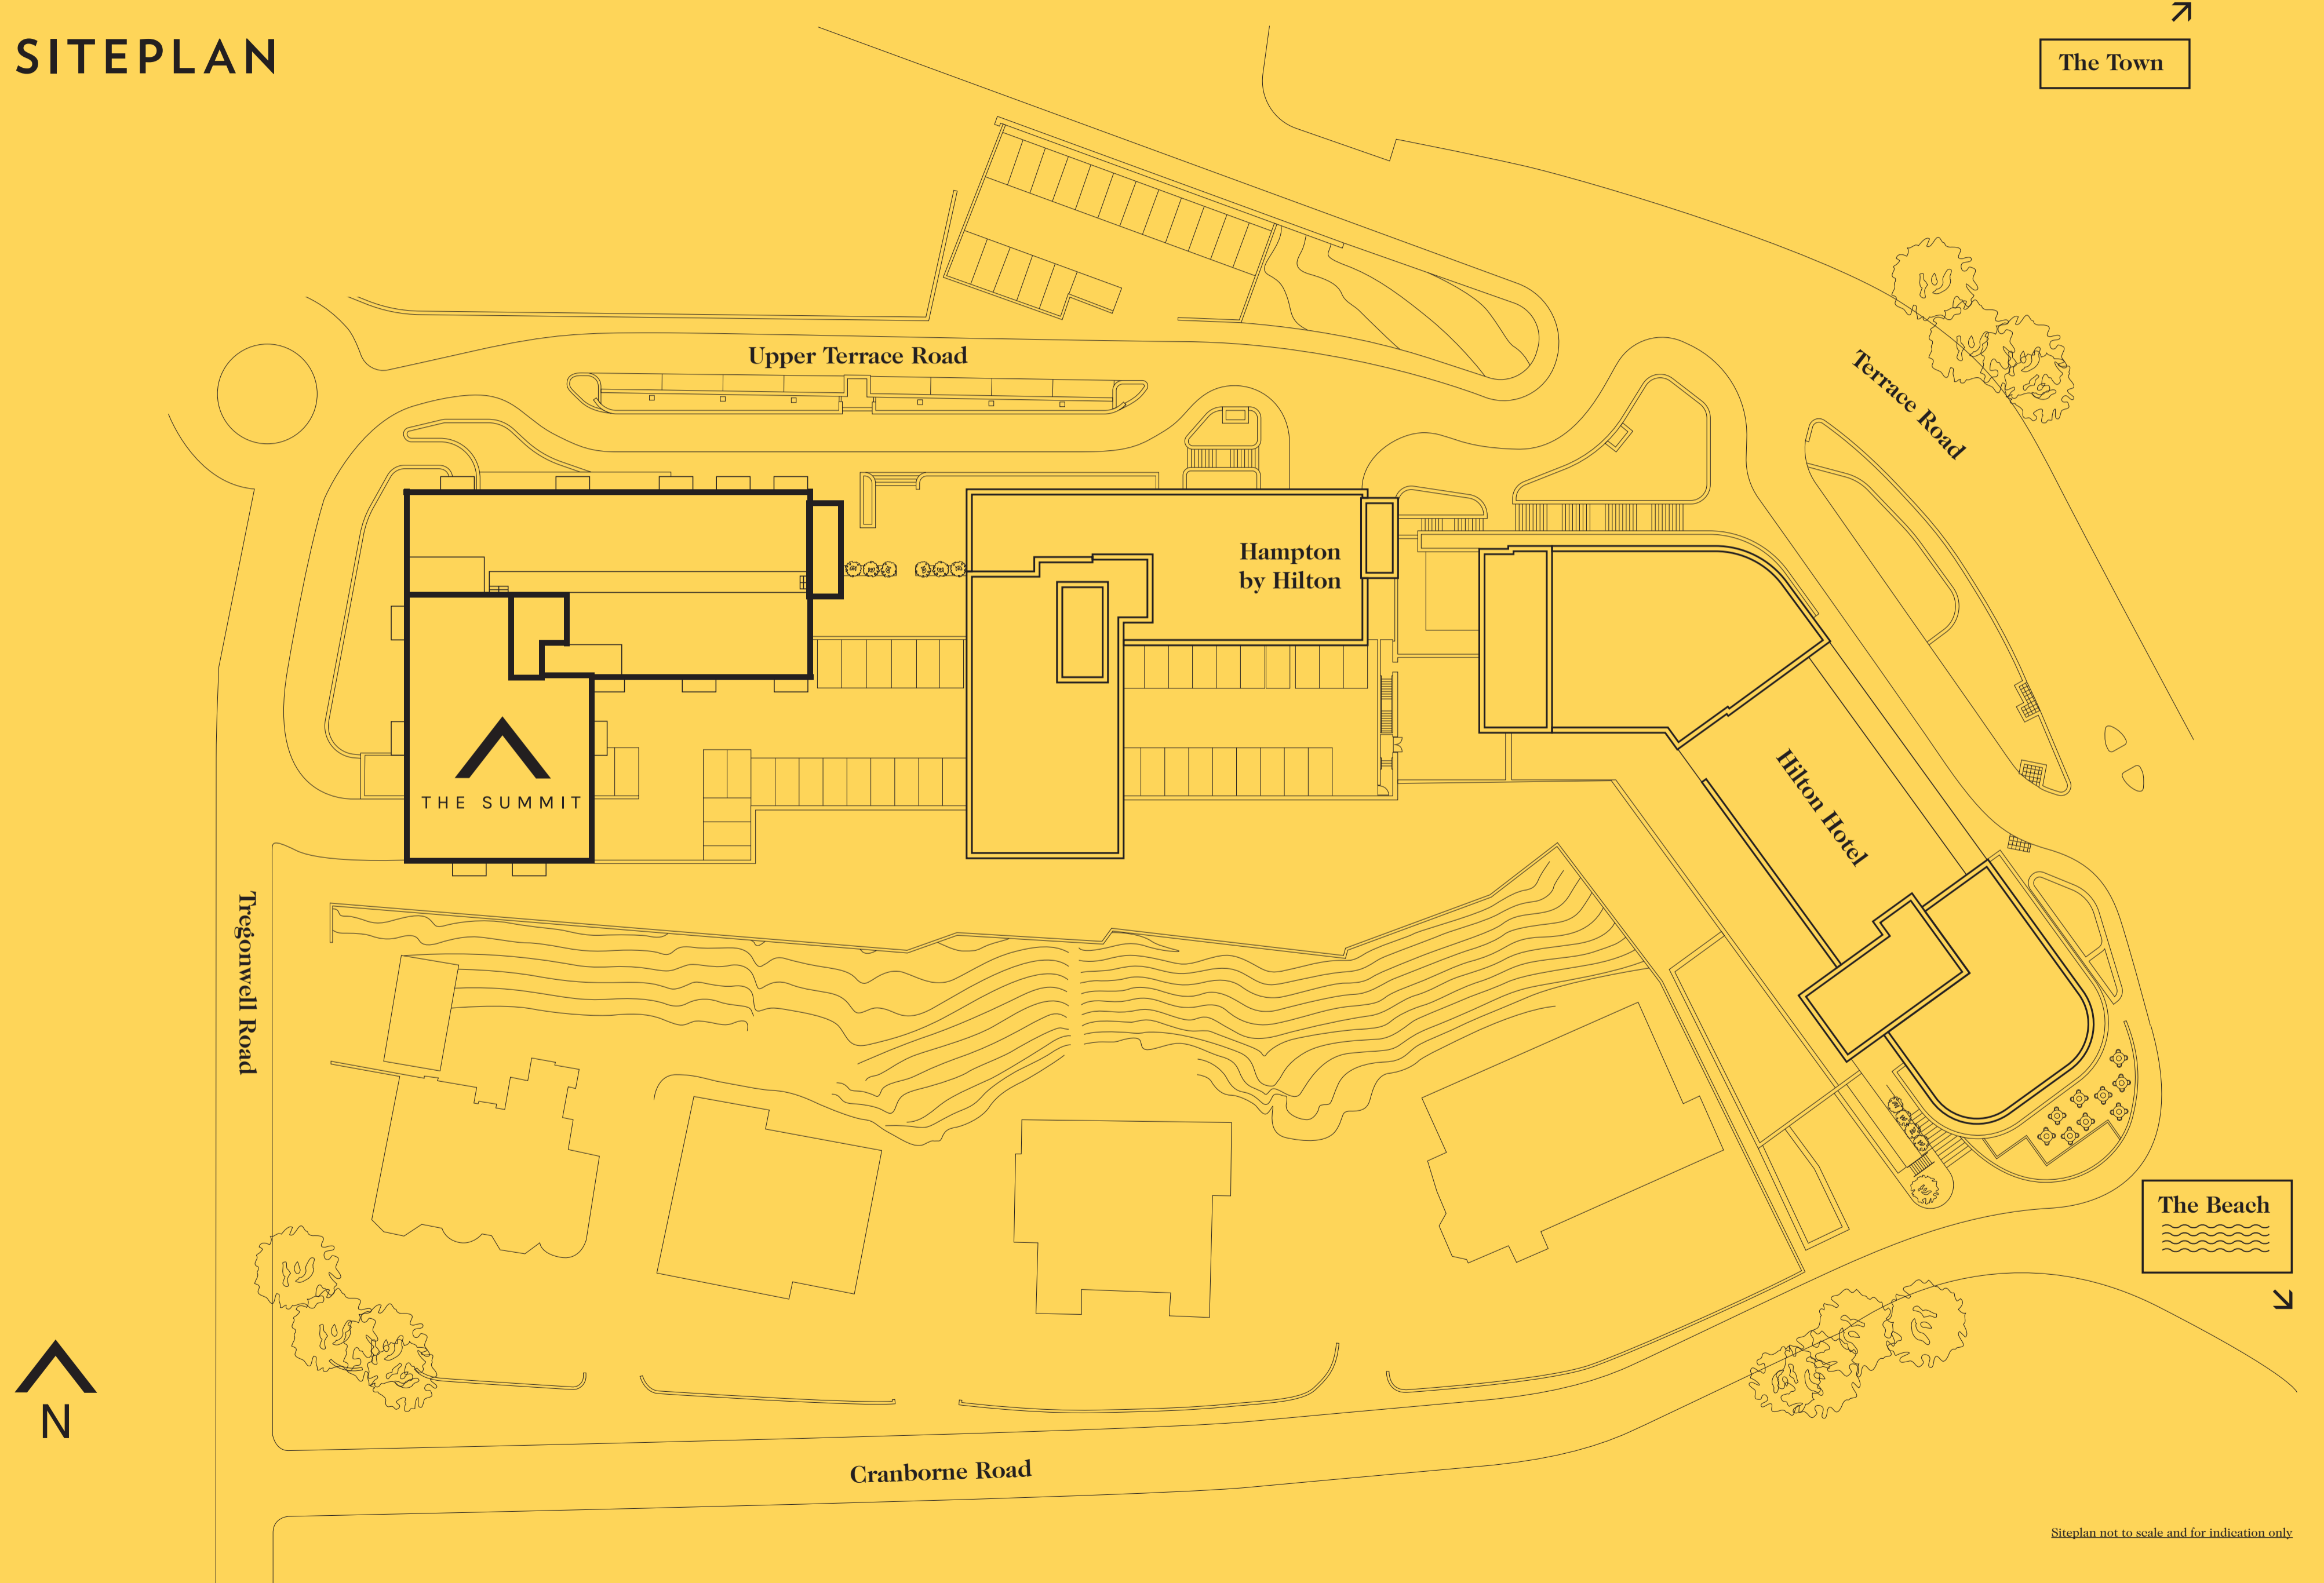 SITEPLAN
The Town
Upper Terrace Road
Terrace Road
Hampton
by Hilton
Hilton Hotel
THE SUMMIT
Tregonwell Road
The Beach
N
Cranborne Road
Siteplan not to scale and for indication only